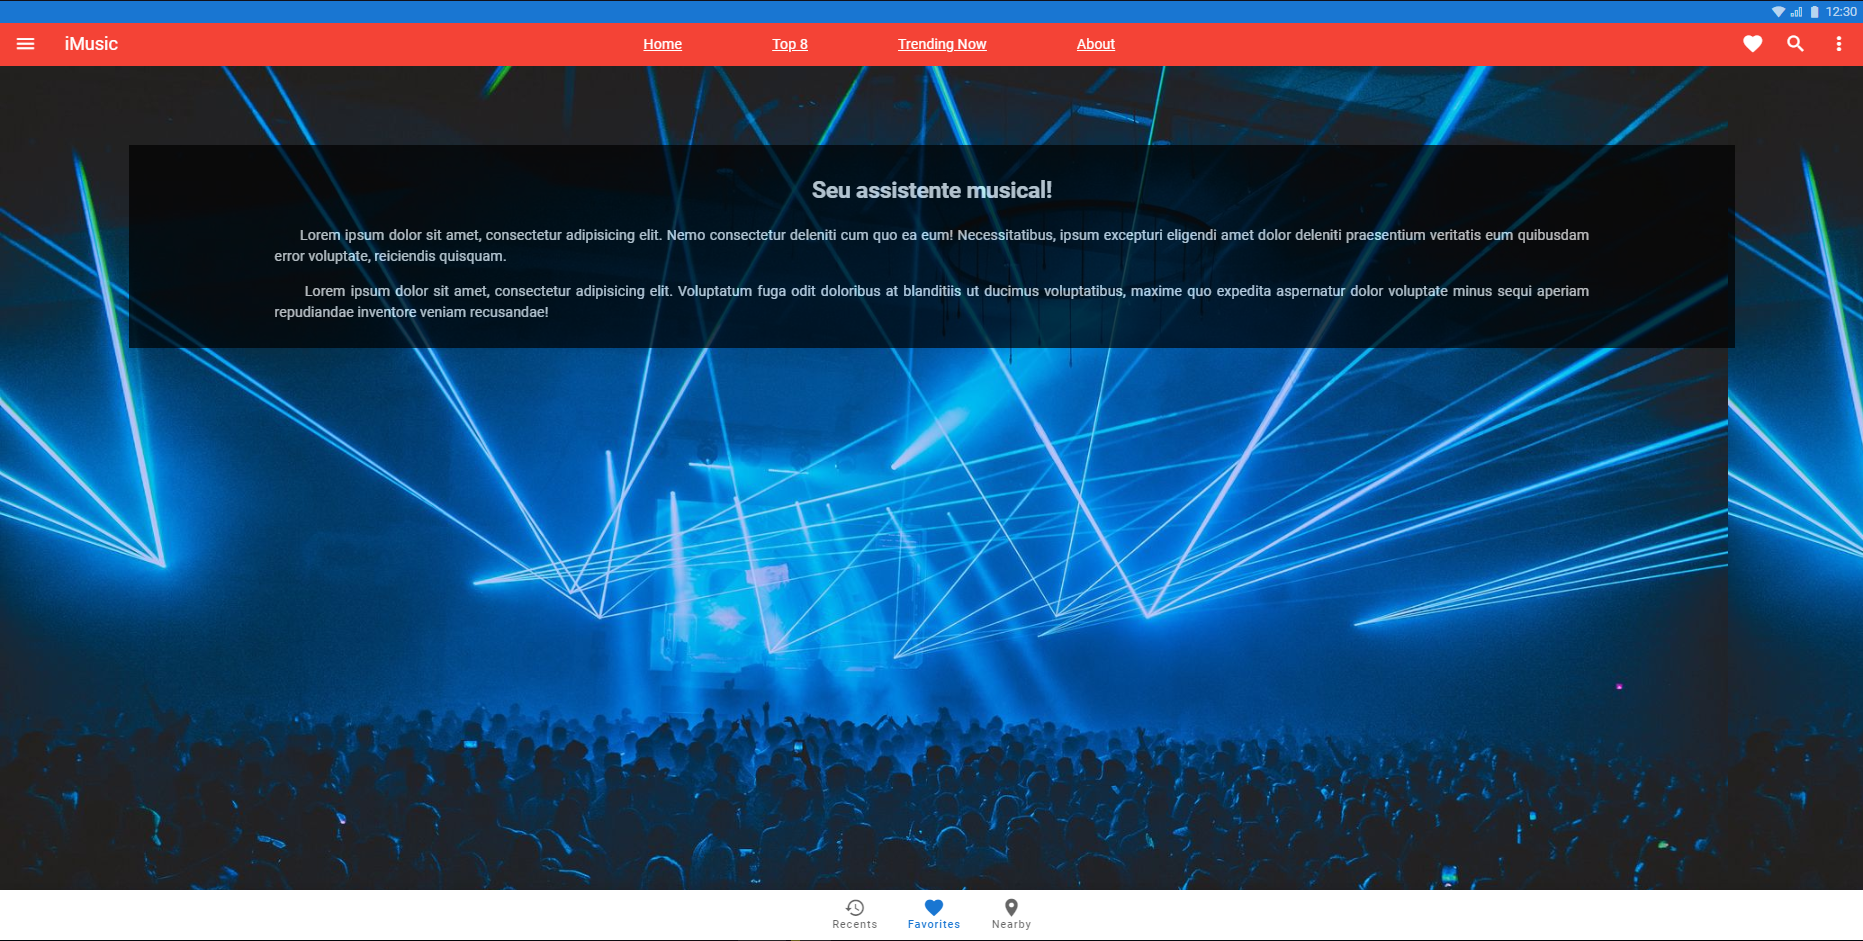 12:30
iMusic
Home
Top 8
Trending Now
About
Seu assistente musical!
Lorem ipsum dolor sit amet, consectetur adipisicing elit. Nemo consectetur deleniti cum quo ea eum! Necessitatibus, ipsum excepturi eligendi amet dolor deleniti praesentium veritatis eum quibusdam
error voluptate, reiciendis quisquam.
Lorem ipsum dolor sit amet, consectetur adipisicing elit. Voluptatum fuga odit doloribus at blanditiis ut ducimus voluptatibus, maxime quo expedita aspernatur dolor voluptate minus sequi aperiam
repudiandae inventore veniam recusandae!
Recents
Favorites
Nearby